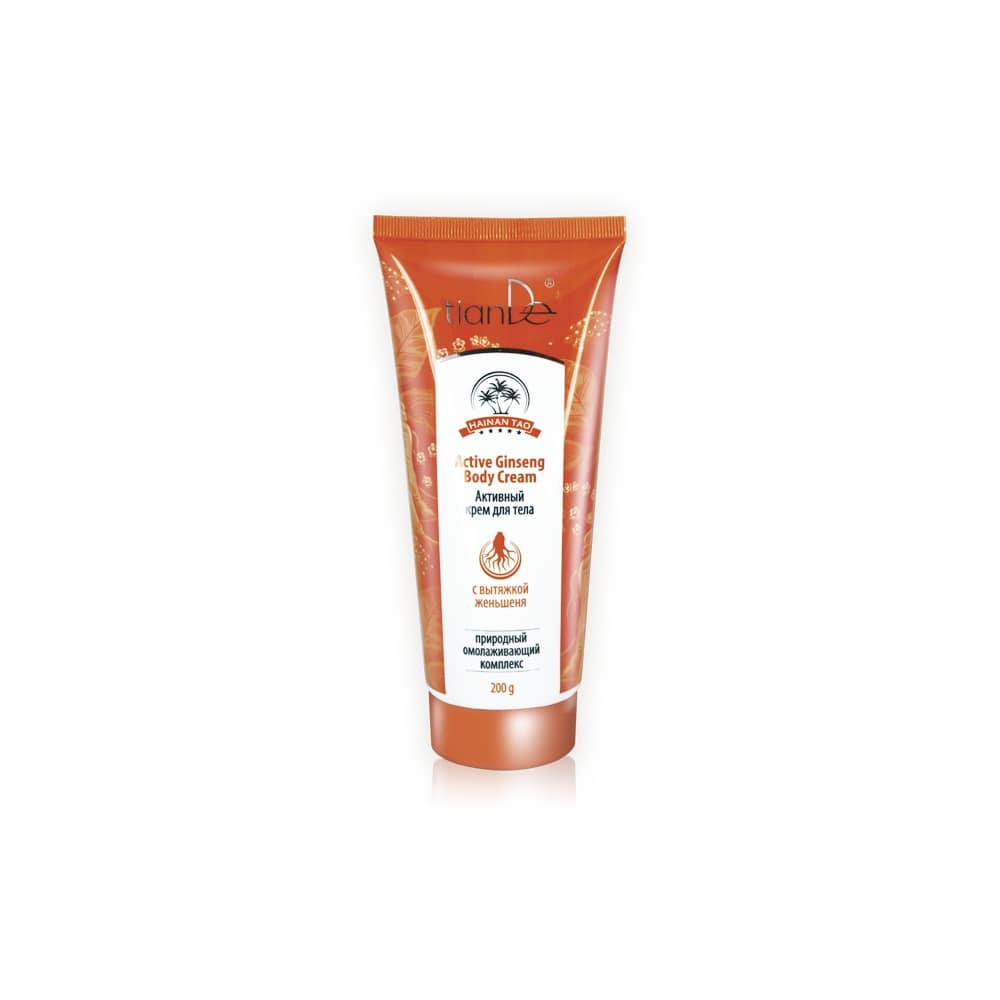 tianDe®
HAINAN TAO
Active Ginseng
Body Cream
Активный
крем для тела
с вытяжкой
женьшеня
природный
омолаживающий
комплекс
200 g